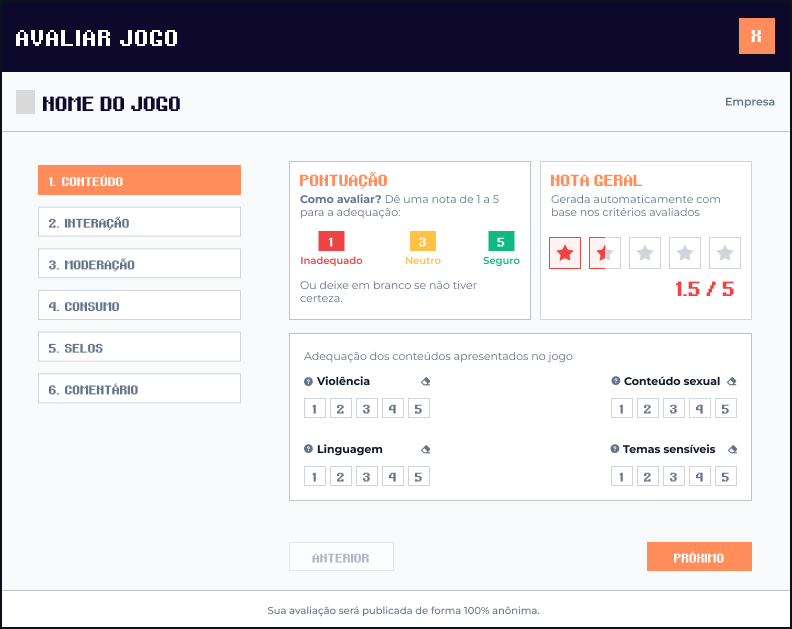 AVALIAR JOGO
X
NOME DO JOGO
Empresa
1. CONTEÚDO
2. INTERAÇÃO
3. MODERAÇÃO
4. CONSUMO
5. SELOS
6. COMENTÁRIO
PONTUAÇÃO
Como avaliar? Dê uma nota de 1 a 5
para a adequação:
1
3
5
Inadequado
Neutro
Seguro
Ou deixe em branco se não tiver
certeza.
NOTA GERAL
Gerada automaticamente com
base nos critérios avaliados
1.5 / 5
Adequação dos conteúdos apresentados no jogo
? Violência
1 2 3 4 5
? Conteúdo sexual
1 2 3 4 5
? Linguagem
1 2 3 4 5
? Temas sensíveis
1 2 3 4 5
ANTERIOR
PRÓXIMO
Sua avaliação será publicada de forma 100% anônima.